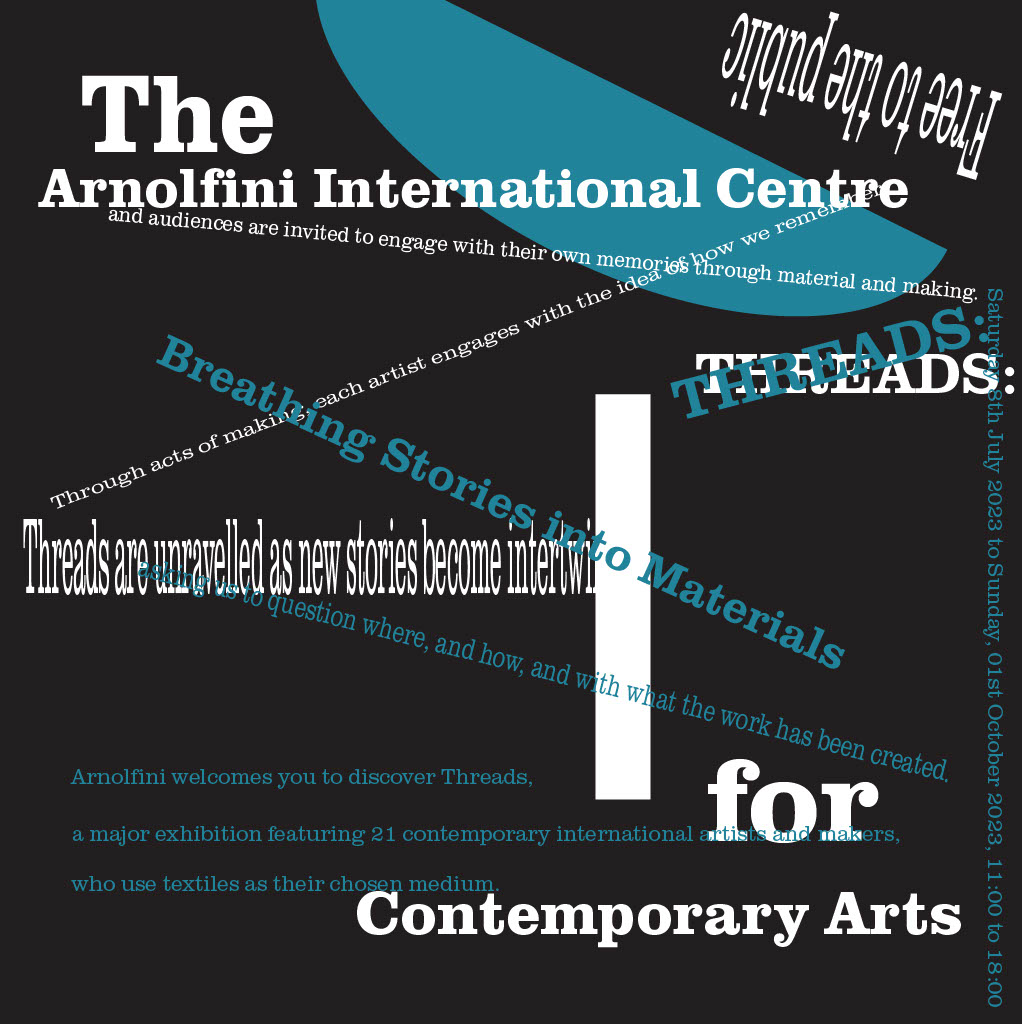 Free to the public
The
Arnolfini International Centre
and audiences are invited to engage with their own memories through material and making.
Through acts of making, each artist engages with the idea of how we remember
THREADS:
THREADS:
Breathing Stories into Materials
Saturday 8th July 2023 to Sunday, 01st October 2023, 11:00 to 18:00
Threads are unravelled as new stories become intertwi
asking us to question where, and how, and with what the work has been created.
Arnolfini welcomes you to discover Threads,
for
a major exhibition featuring 21 contemporary international artists and makers,
who use textiles as their chosen medium.
Contemporary Arts